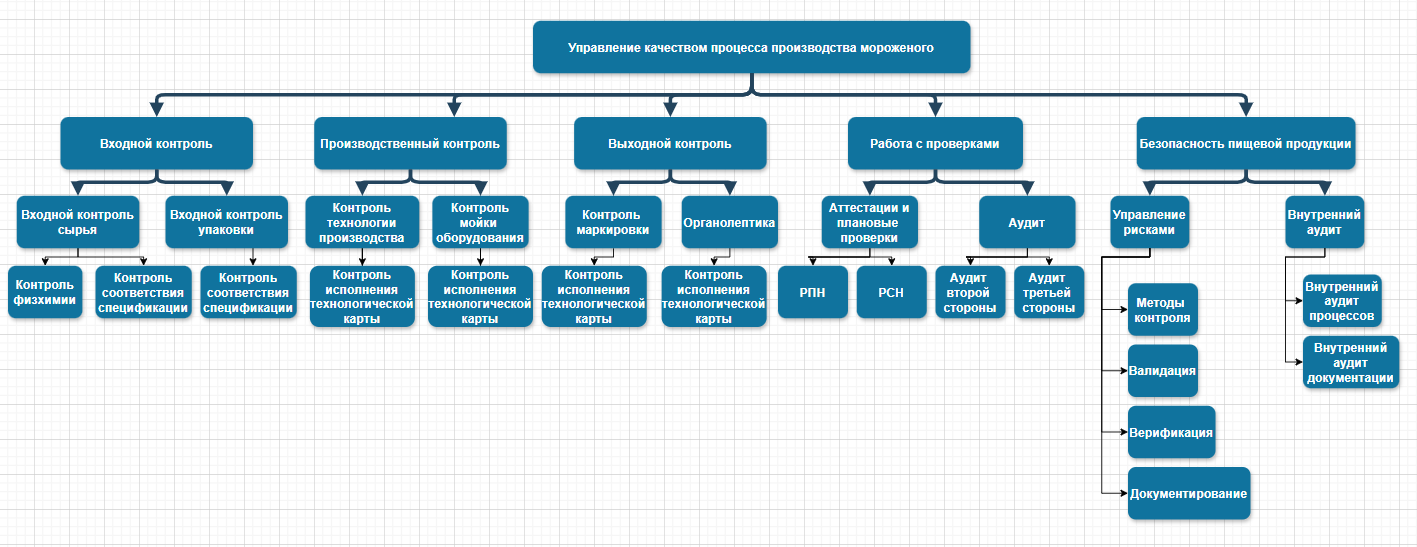 Управление качеством процесса производства мороженого
Входной контроль
Производственный контроль
Выходной контроль
Работа с проверками
Безопасность пищевой продукции
Входной контроль
сырья
Входной контроль
упаковки
Контроль
технологии
производства
Контроль
мойки
оборудования
Контроль
маркировки
Органолептика
Аттестации и
плановые
проверки
Аудит
Управление
рисками
Внутренний
аудит
Контроль
физхимии
Контроль
соответствия
спецификации
Контроль
соответствия
спецификации
Контроль
исполнения
технологической
карты
Контроль
исполнения
технологической
карты
Контроль
исполнения
технологической
карты
Контроль
исполнения
технологической
карты
РПН
РСН
Аудит
второй
стороны
Аудит
третьей
стороны
Методы
контроля
Валидация
Верификация
Документирование
Внутренний
аудит
процессов
Внутренний
аудит
документации